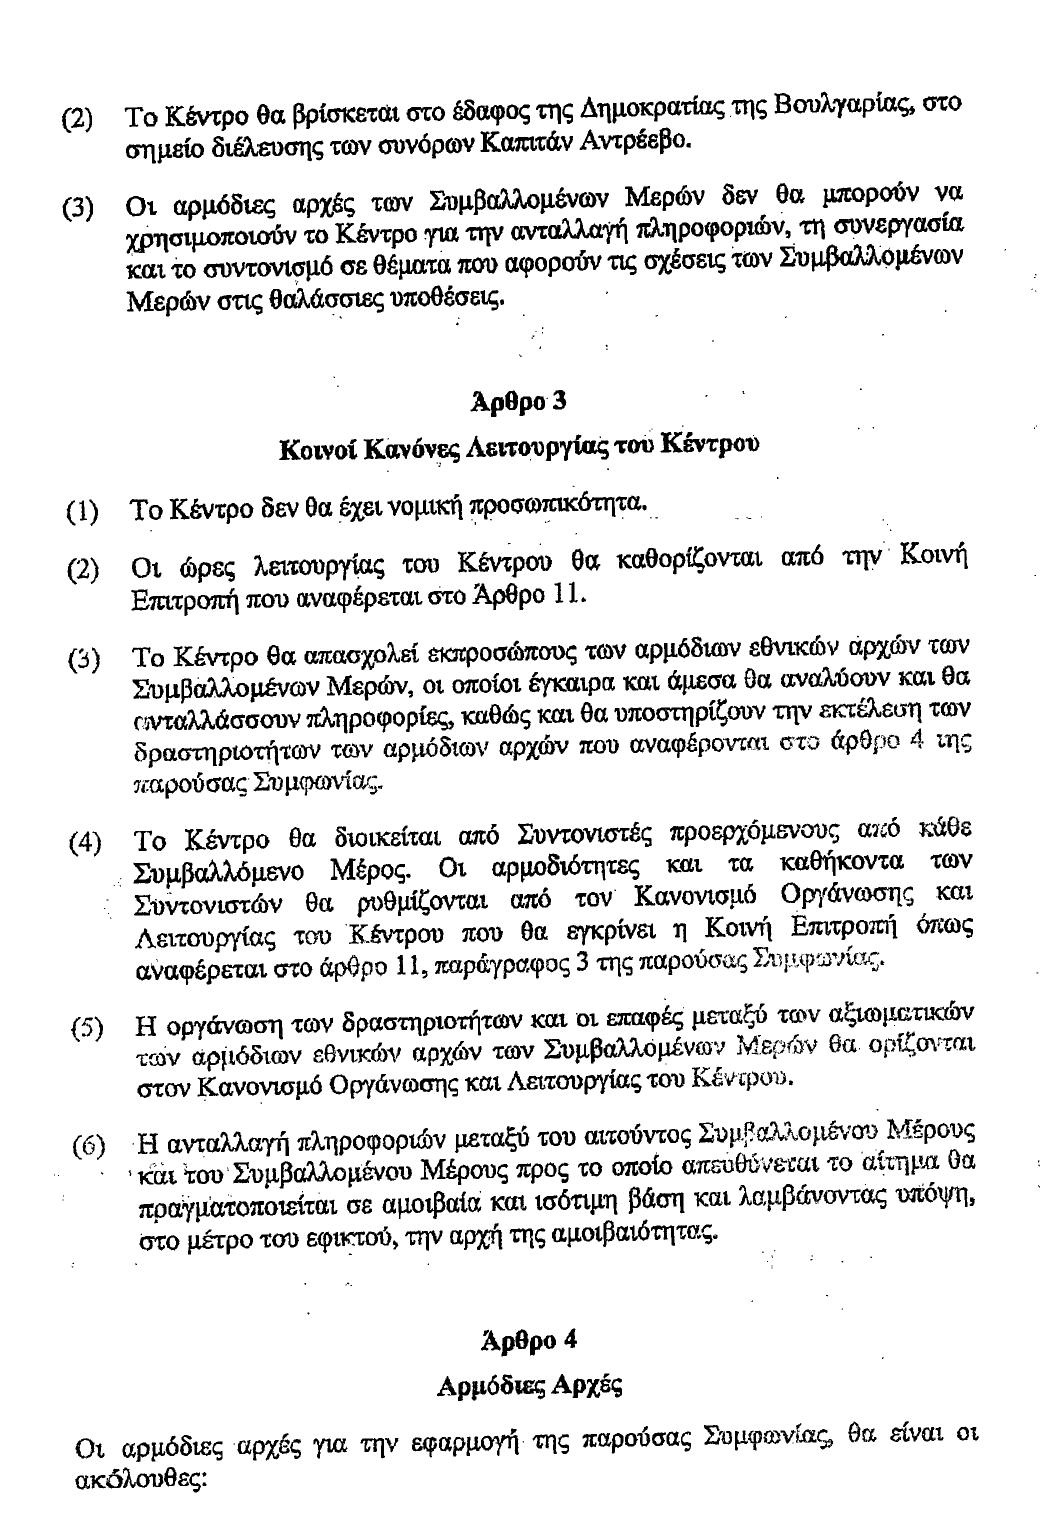 (2) Το Κέντρο θα βρίσκεται στο έδαφος της Δημοκρατίας της Βουλγαρίας, στο
σημείο διέλευσης των συνόρων Καπιτάν Αντρέεβο.
(3) Οι αρμόδιες αρχές των Συμβαλλομένων Μερών δεν θα μπορούν να
χρησιμοποιούν το Κέντρο για την ανταλλαγή πληροφοριών, τη συνεργασία
και το συντονισμό σε θέματα που αφορούν τις σχέσεις των Συμβαλλομένων
Μερών στις θαλάσσιες υποθέσεις.
Άρθρο 3
Κοινοί Κανόνες Λειτουργίας του Κέντρου
(1) Το Κέντρο δεν θα έχει νομική προσωπικότητα.
(2) Οι ώρες λειτουργίας του Κέντρου θα καθορίζονται από την Κοινή
Επιτροπή που αναφέρεται στο Άρθρο 11.
(3) Το Κέντρο θα απασχολεί εκπροσώπους των αρμόδιων εθνικών αρχών των
Συμβαλλομένων Μερών, οι οποίοι έγκαιρα και άμεσα θα αναλύουν και θα
ανταλλάσσουν πληροφορίες, καθώς και θα υποστηρίζουν την εκτέλεση των
δραστηριοτήτων των αρμόδιων αρχών που αναφέρονται στο άρθρο 4 της
παρούσας Συμφωνίας.
(4) Το Κέντρο θα διοικείται από Συντονιστές προερχόμενους από κάθε
Συμβαλλόμενο Μέρος. Οι αρμοδιότητες και τα καθήκοντα των
Συντονιστών θα ρυθμίζονται από τον Κανονισμό Οργάνωσης και
Λειτουργίας του Κέντρου που θα εγκρίνει η Κοινή Επιτροπή όπως
αναφέρεται στο άρθρο 11, παράγραφος 3 της παρούσας Συμφωνίας.
(5) Η οργάνωση των δραστηριοτήτων και οι επαφές μεταξύ των αξιωματικών
των αρμόδιων εθνικών αρχών των Συμβαλλομένων Μερών θα ορίζονται
στον Κανονισμό Οργάνωσης και Λειτουργίας του Κέντρου.
(6) Η ανταλλαγή πληροφοριών μεταξύ του αιτούντος Συμβαλλομένου Μέρους
και του Συμβαλλομένου Μέρους προς το οποίο απευθύνεται το αίτημα θα
πραγματοποιείται σε αμοιβαία και ισότιμη βάση και λαμβάνοντας υπόψη,
στο μέτρο του εφικτού, την αρχή της αμοιβαιότητας.
Άρθρο 4
Αρμόδιες Αρχές
Οι αρμόδιες αρχές για την εφαρμογή της παρούσας Συμφωνίας, θα είναι οι
ακόλουθες: